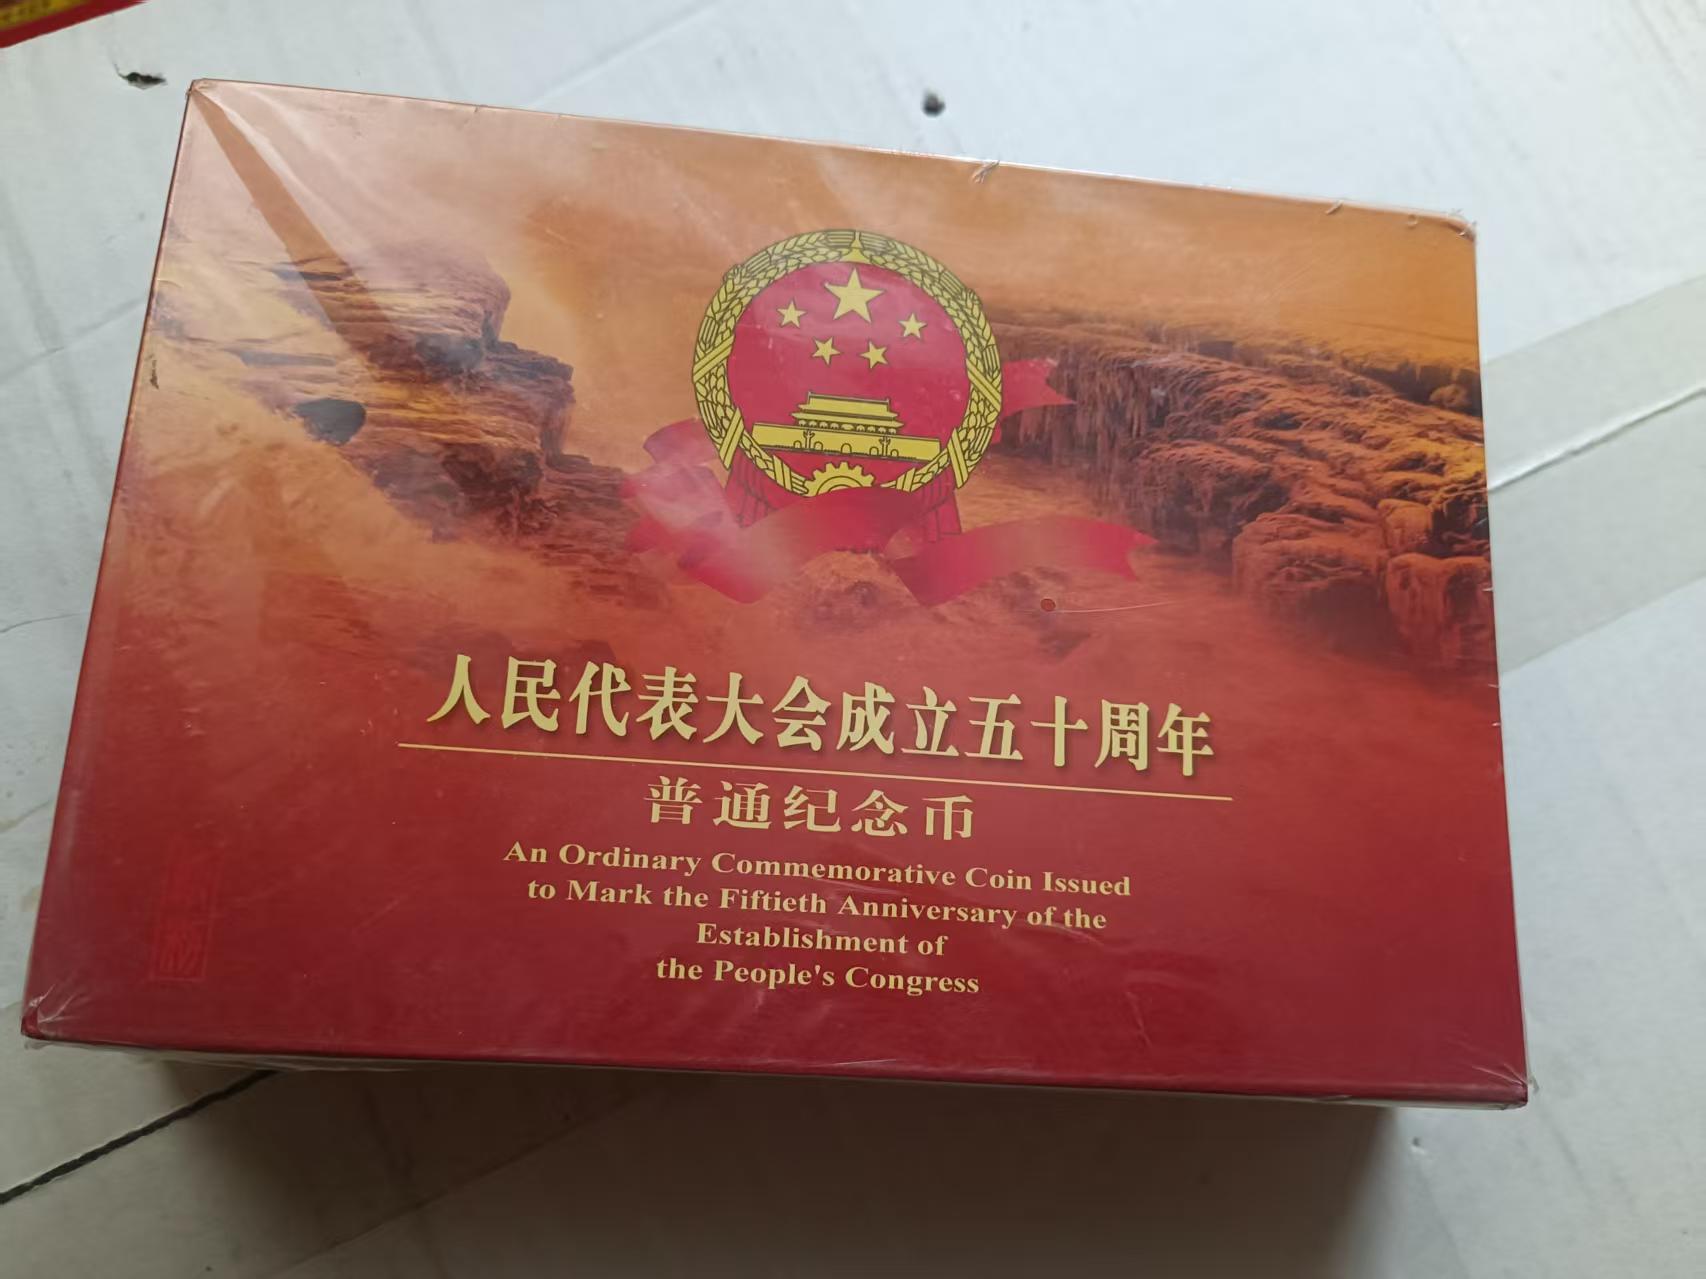 人民代表大会成立五十周年
普通纪念币
An Ordinary Commemorative Coin Issued
to Mark the Fiftieth Anniversary of the
Establishment of
the People's Congress